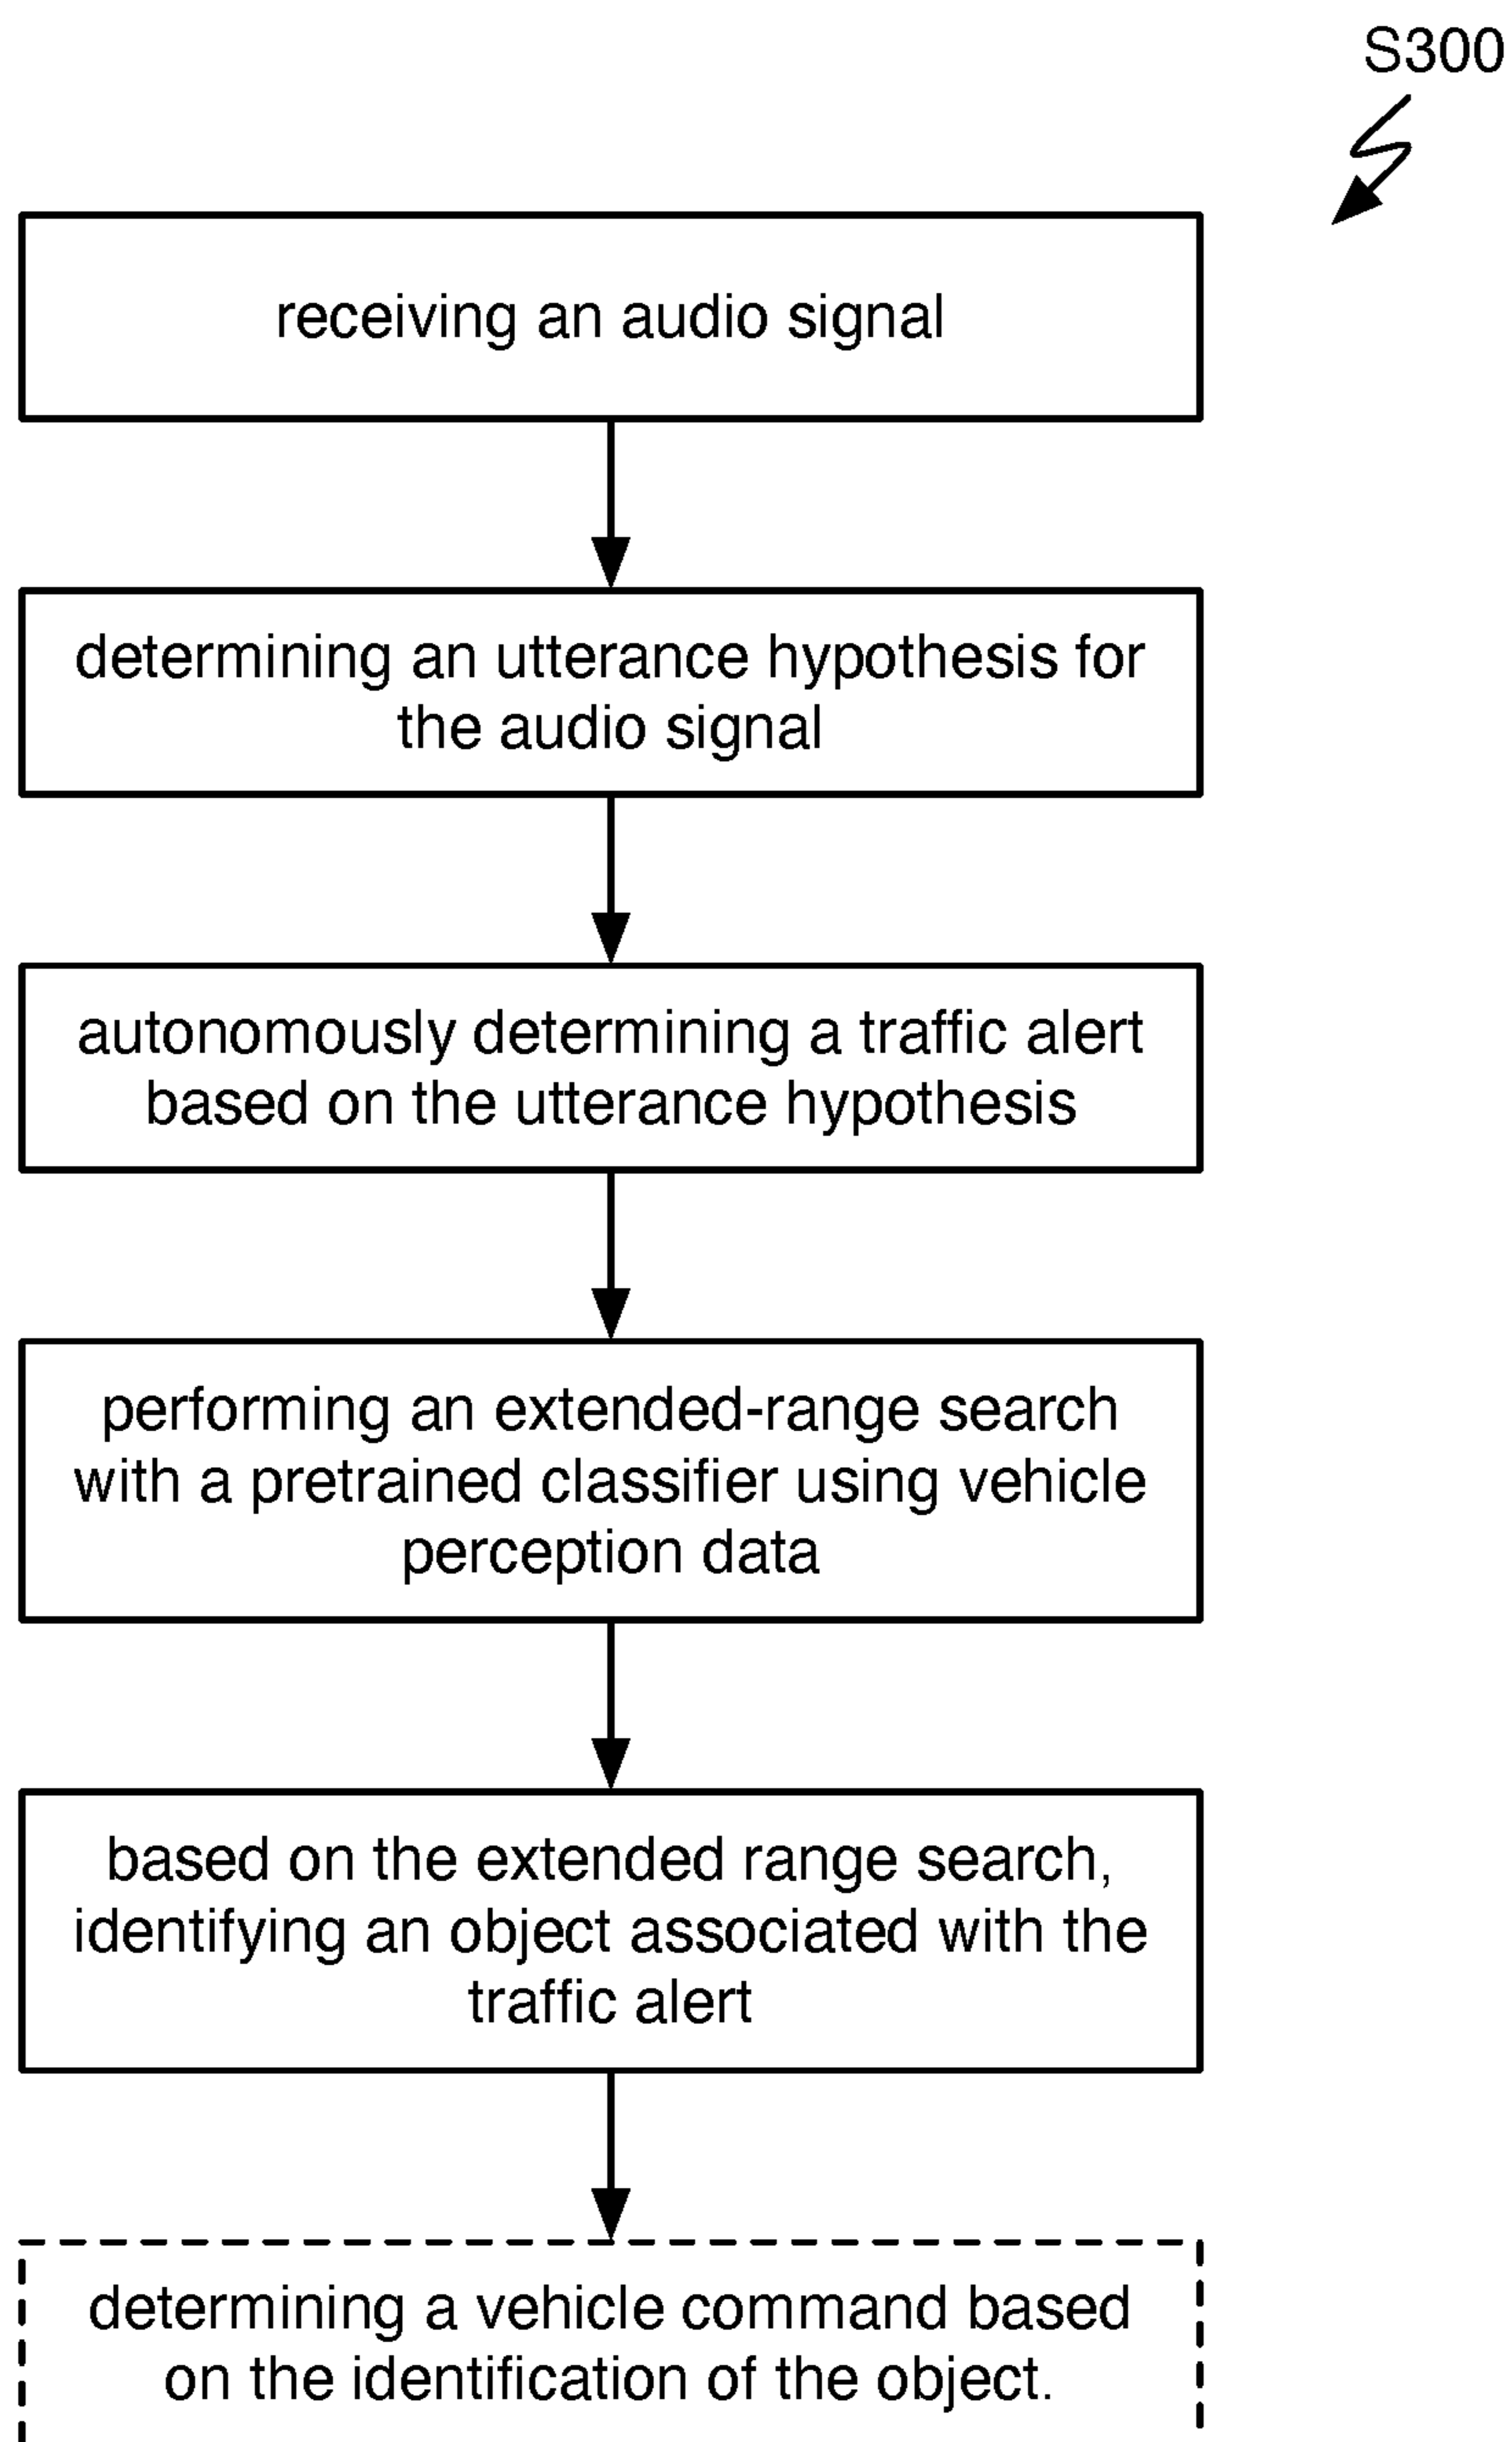 S300
receiving an audio signal
determining an utterance hypothesis for
the audio signal
autonomously determining a traffic alert
based on the utterance hypothesis
performing an extended-range search
with a pretrained classifier using vehicle
perception data
based on the extended range search,
identifying an object associated with the
traffic alert
determining a vehicle command based
on the identification of the object.